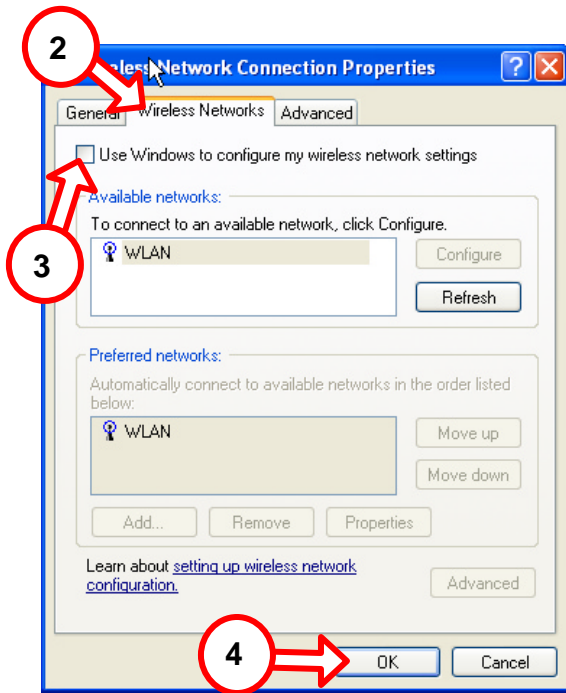 2
eless Network Connection Properties
General Wireless Networks Advanced
Use Windows to configure my wireless network settings
Available networks:
To connect to an available network, click Configure.
WLAN
Configure
Refresh
3
Preferred networks:
Automatically connect to available networks in the order listed
below:
WLAN
Move up
Move down
Add... Remove Properties
Learn about setting up wireless network
configuration.
Advanced
4
OK Cancel